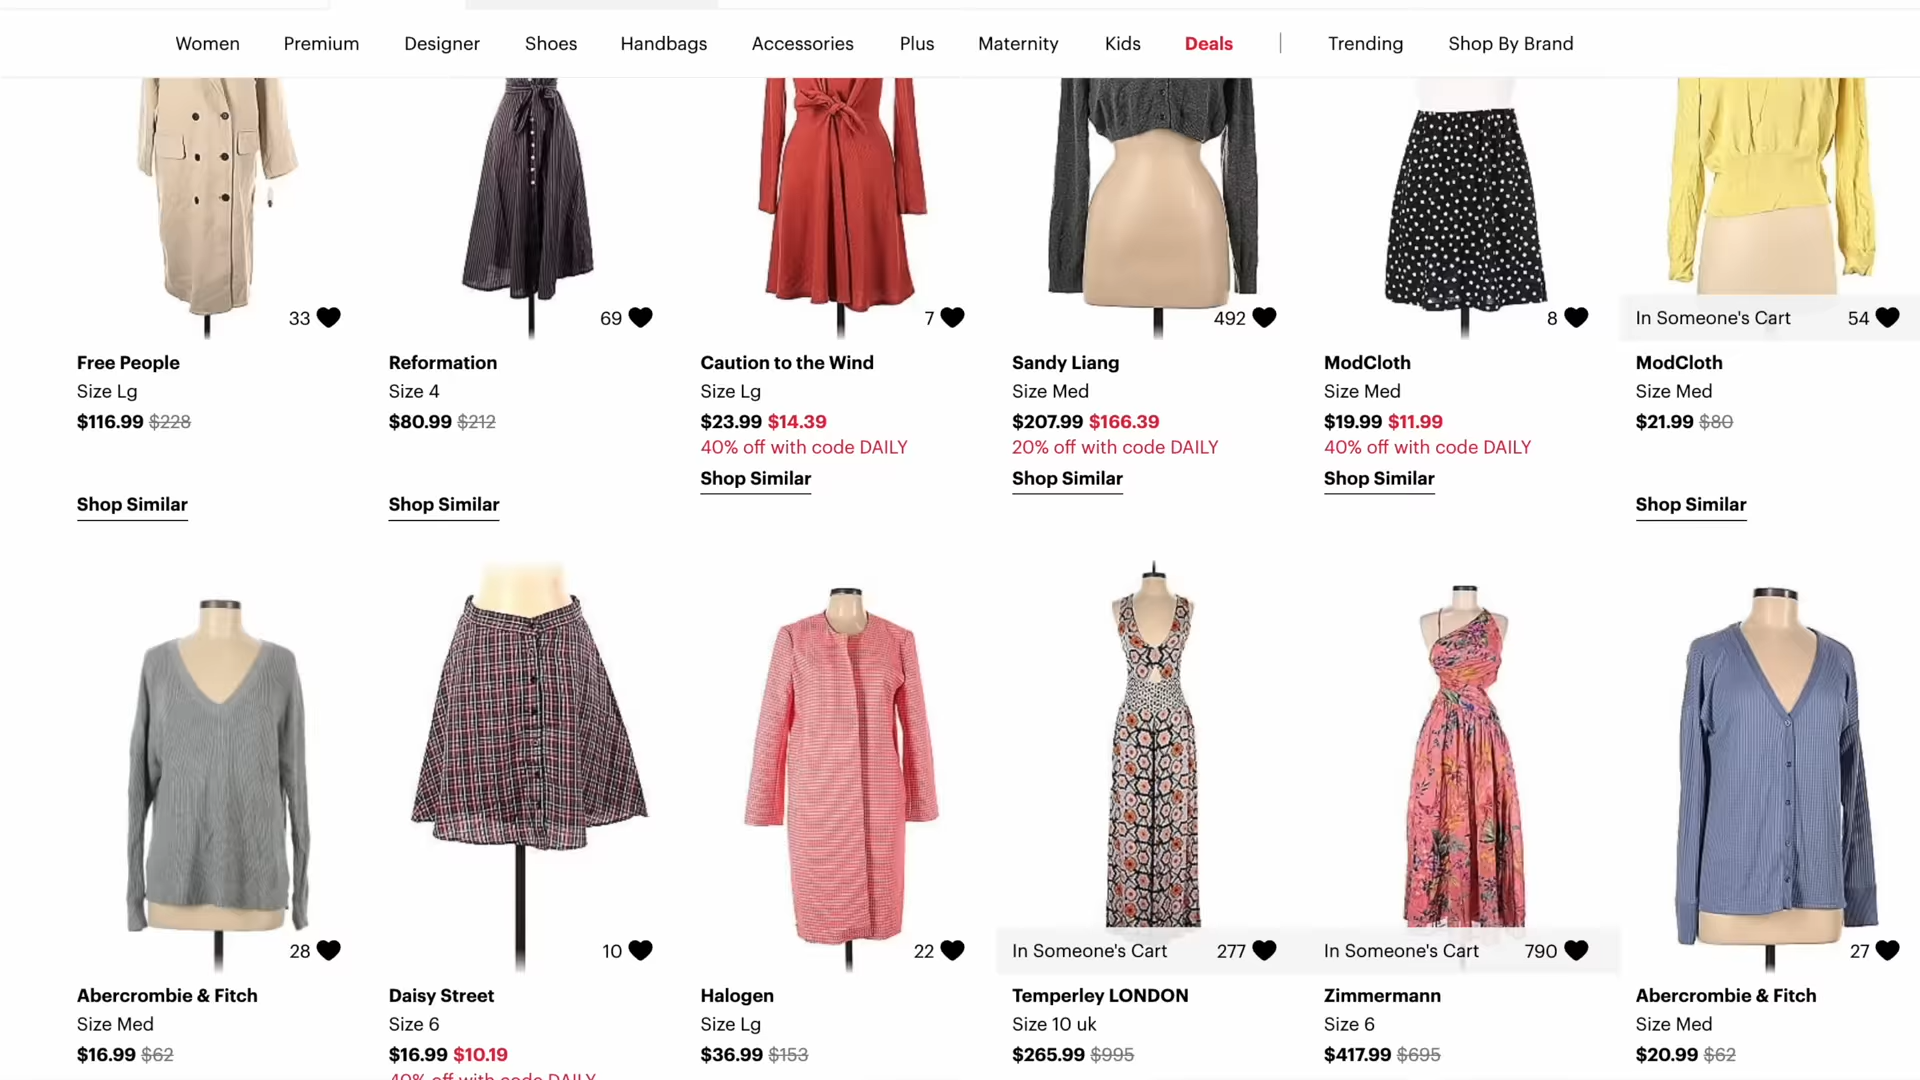 Women Premium Designer Shoes Handbags Accessories Plus Maternity Kids Deals | Trending Shop By Brand
33
69
7
492
8
In Someone's Cart 54
Free People
Size Lg
$116.99 $228
Shop Similar
Reformation
Size 4
$80.99 $212
Shop Similar
Caution to the Wind
Size Lg
$23.99 $14.39
40% off with code DAILY
Shop Similar
Sandy Liang
Size Med
$207.99 $166.39
20% off with code DAILY
Shop Similar
ModCloth
Size Med
$19.99 $11.99
40% off with code DAILY
Shop Similar
ModCloth
Size Med
$21.99 $80
Shop Similar
28
10
22
In Someone's Cart 277
In Someone's Cart 790
27
Abercrombie & Fitch
Size Med
$16.99 $62
Daisy Street
Size 6
$16.99 $10.19
40% off with code DAILY
Halogen
Size Lg
$36.99 $153
Temperley LONDON
Size 10 uk
$265.99 $995
Zimmermann
Size 6
$417.99 $695
Abercrombie & Fitch
Size Med
$20.99 $62